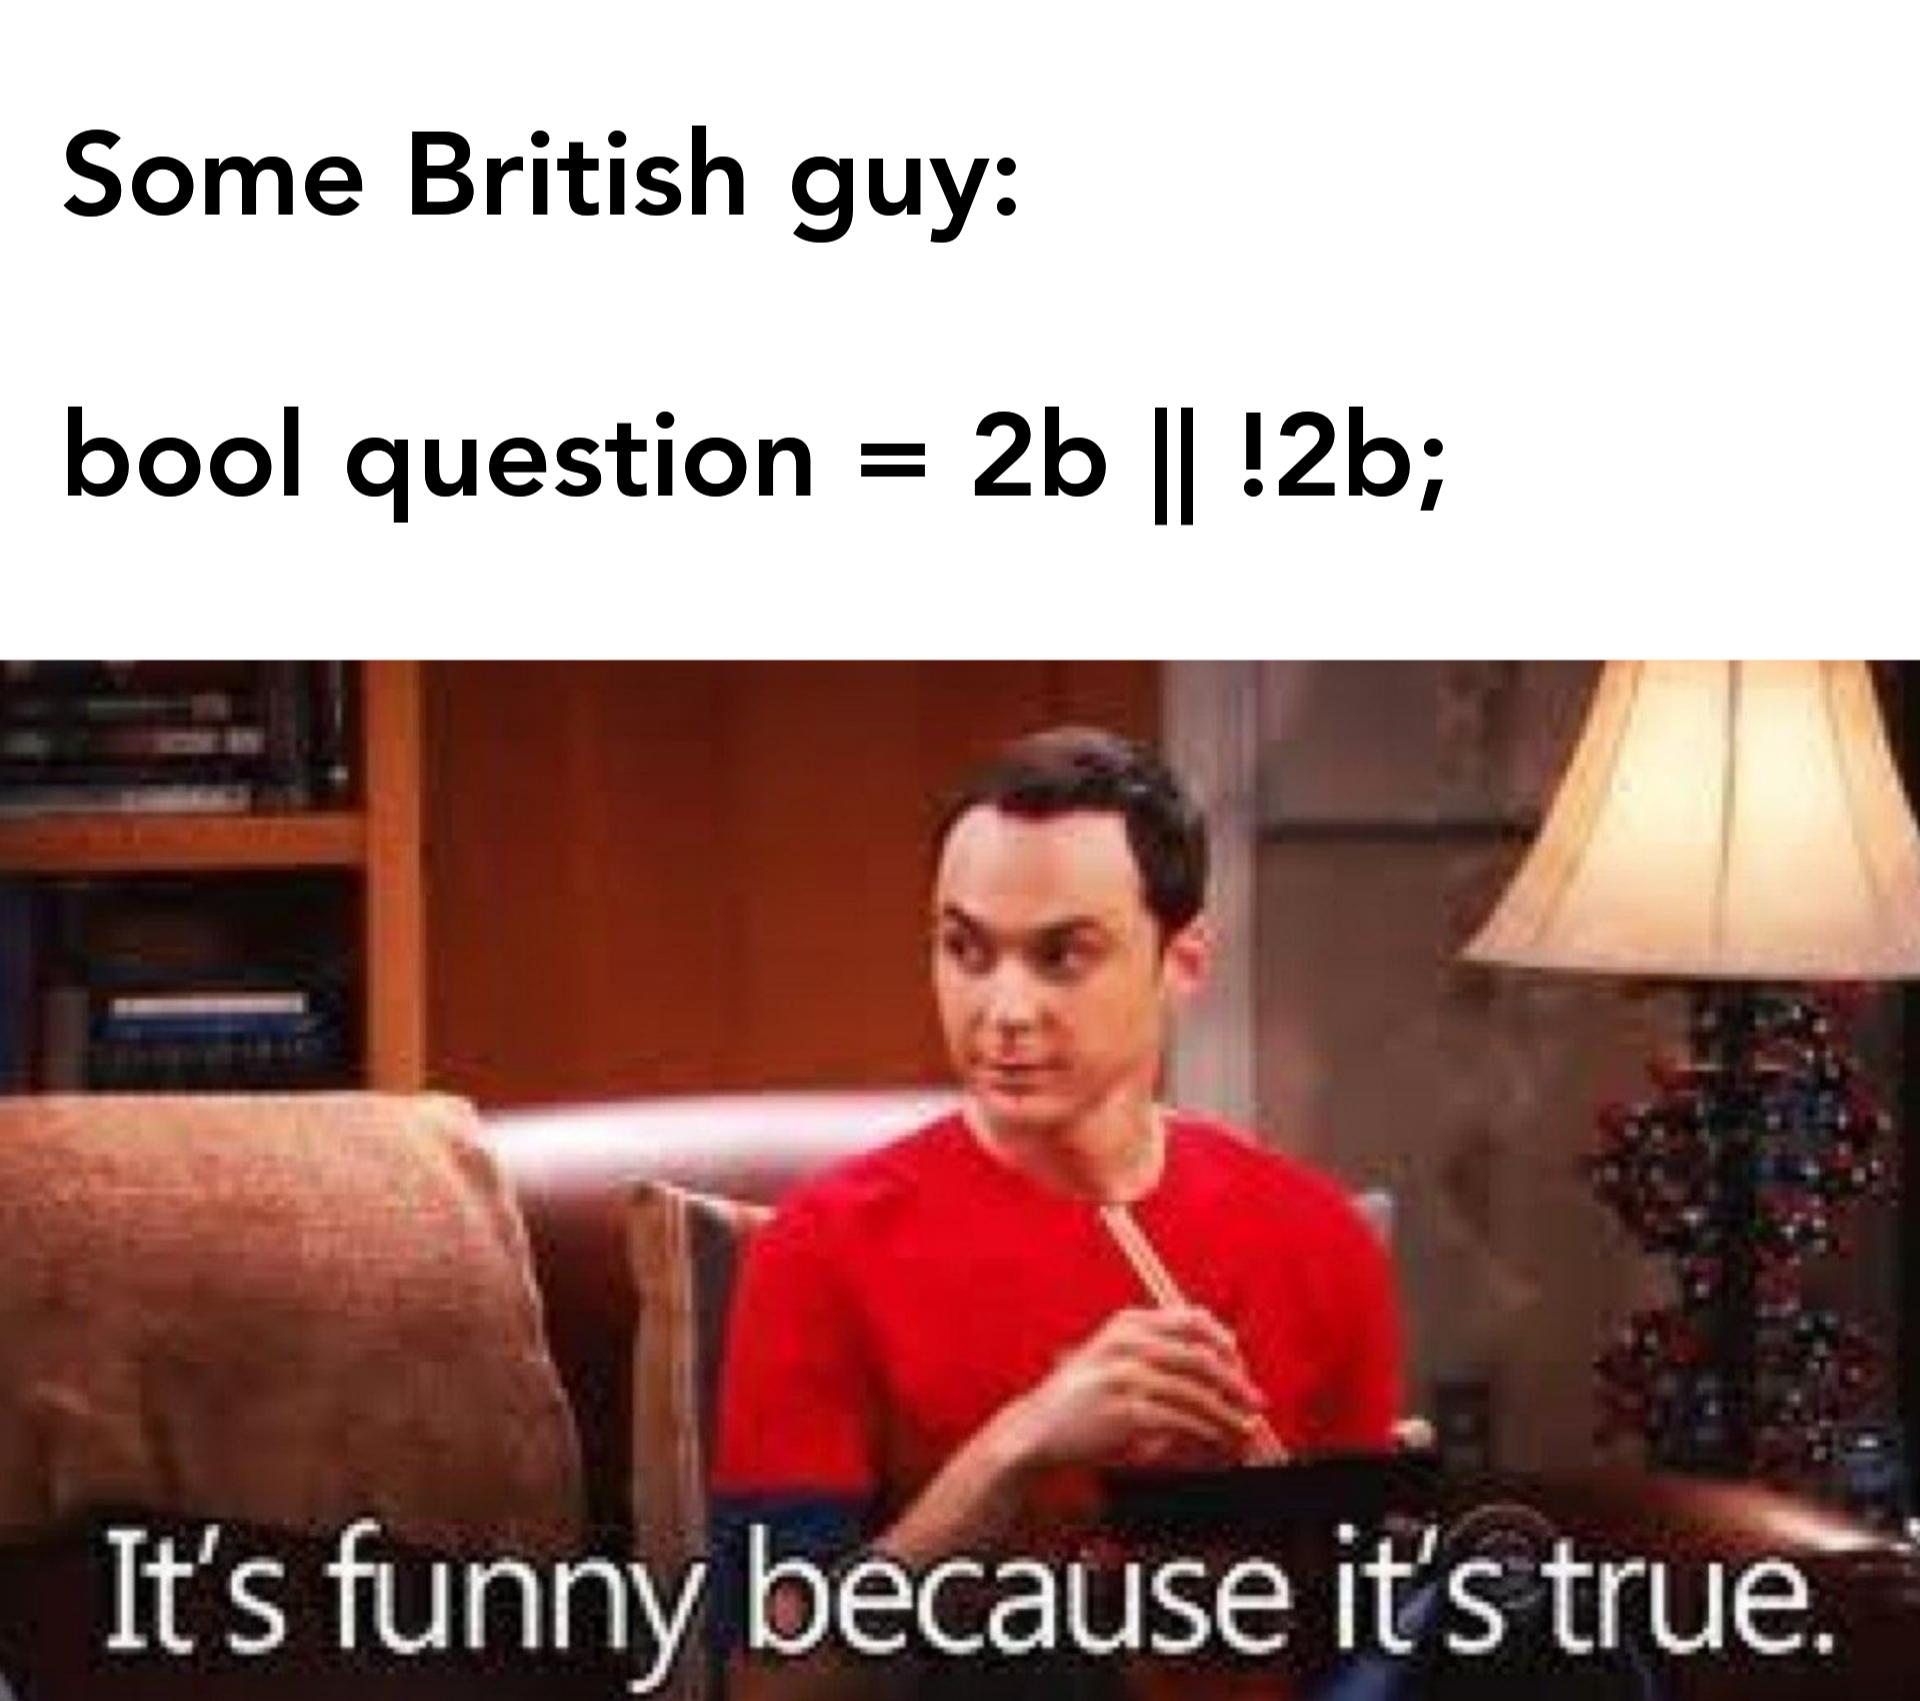 Some British guy:
bool question = 2b || !2b;
It's funny because it's true.